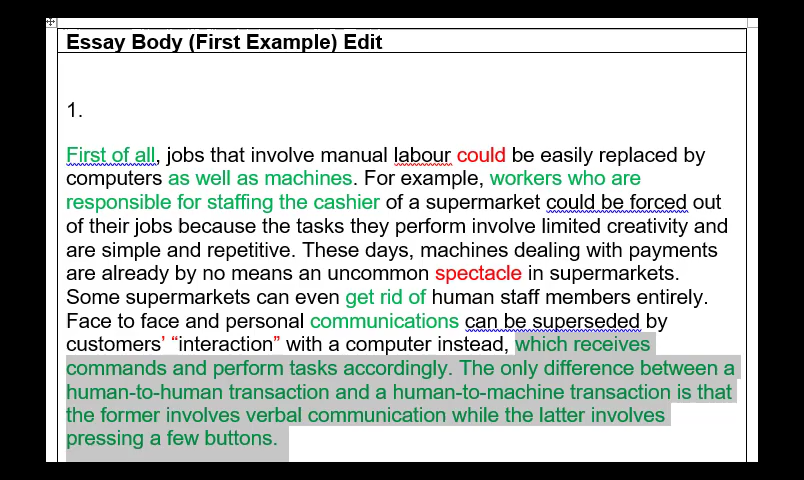 Essay Body (First Example) Edit
1.
First of all, jobs that involve manual labour could be easily replaced by
computers as well as machines. For example, workers who are
responsible for staffing the cashier of a supermarket could be forced out
of their jobs because the tasks they perform involve limited creativity and
are simple and repetitive. These days, machines dealing with payments
are already by no means an uncommon spectacle in supermarkets.
Some supermarkets can even get rid of human staff members entirely.
Face to face and personal communications can be superseded by
customers’ “interaction” with a computer instead, which receives
commands and perform tasks accordingly. The only difference between a
human-to-human transaction and a human-to-machine transaction is that
the former involves verbal communication while the latter involves
pressing a few buttons.